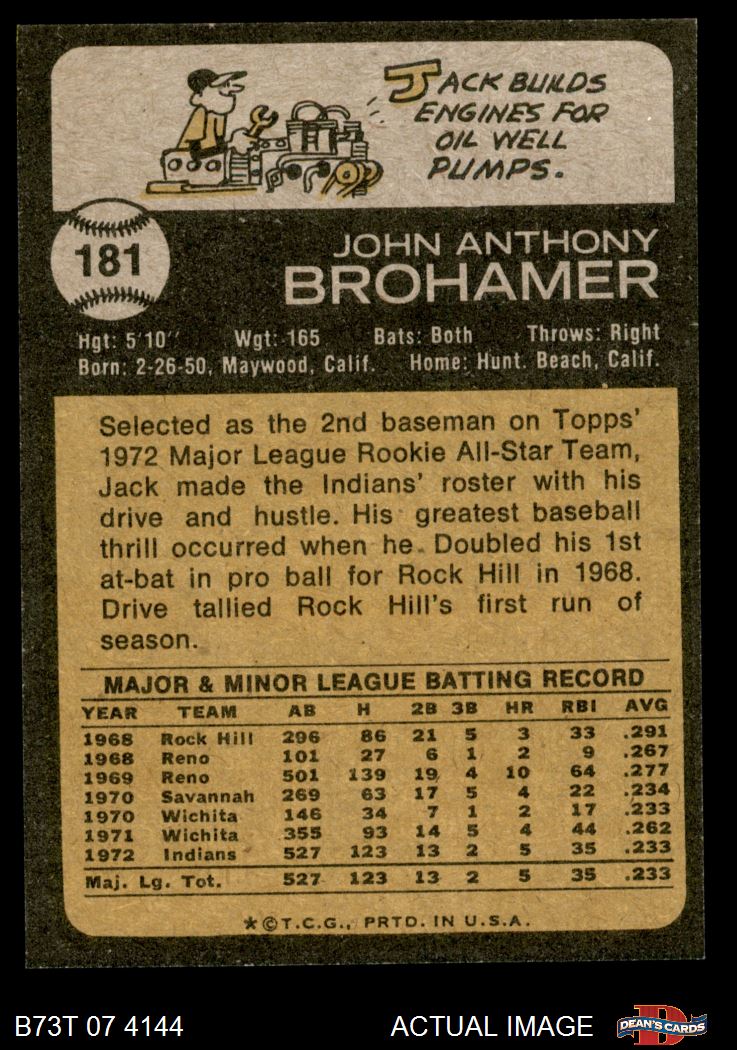 JACK BUILDS
ENGINES FOR
OIL WELL
PUMPS.
181
JOHN ANTHONY
BROHAMER
Hgt: 5'10" Wgt: 165 Bats: Both Throws: Right
Born: 2-26-50, Maywood, Calif. Home: Hunt. Beach, Calif.
Selected as the 2nd baseman on Topps'
1972 Major League Rookie All-Star Team,
Jack made the Indians' roster with his
drive and hustle. His greatest baseball
thrill occurred when he Doubled his 1st
at-bat in pro ball for Rock Hill in 1968.
Drive tallied Rock Hill's first run of
season.
MAJOR & MINOR LEAGUE BATTING RECORD
YEAR TEAM AB H 2B 3B HR RBI AVG
1968 Rock Hill 296 86 21 5 3 33 .291
1968 Reno 101 27 6 1 2 9 .267
1969 Reno 501 139 19 4 10 64 .277
1970 Savannah 269 63 17 5 4 22 .234
1970 Wichita 146 34 7 1 2 17 .233
1971 Wichita 355 93 14 5 4 44 .262
1972 Indians 527 123 13 2 5 35 .233
Maj. Lg. Tot. 527 123 13 2 5 35 .233
*©T.C.G., PRTD. IN U.S.A.
B73T 07 4144 ACTUAL IMAGE
D
DEAN'S CARDS